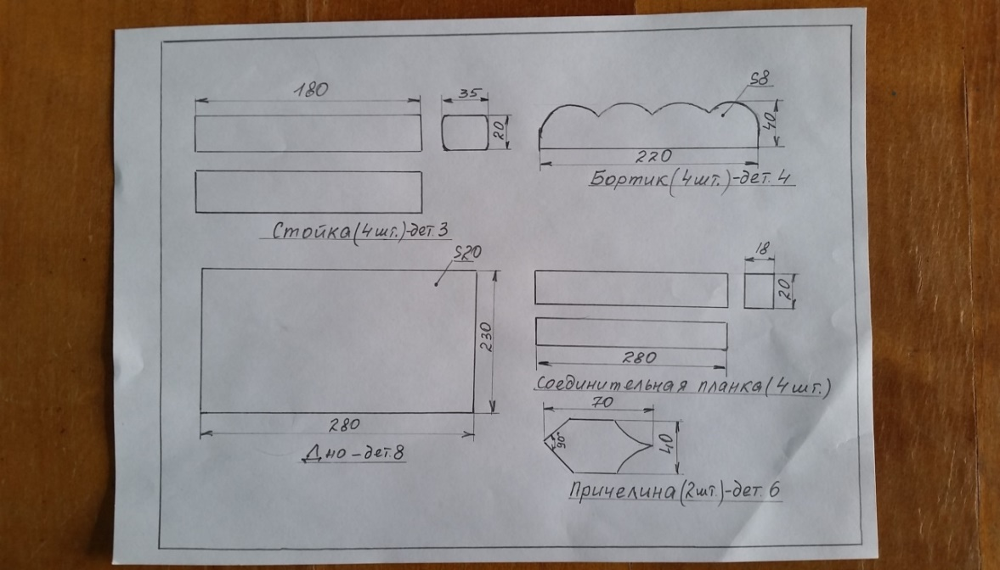 180
35
20
S8
40
220
Бортик(4шт.)-дет.4
Стойка(4шт.)-дет.3
S20
230
280
Дно-дет.8
18
20
280
Соединительная планка(4шт.)
70
90°
40
Причелина(2шт.)-дет.6